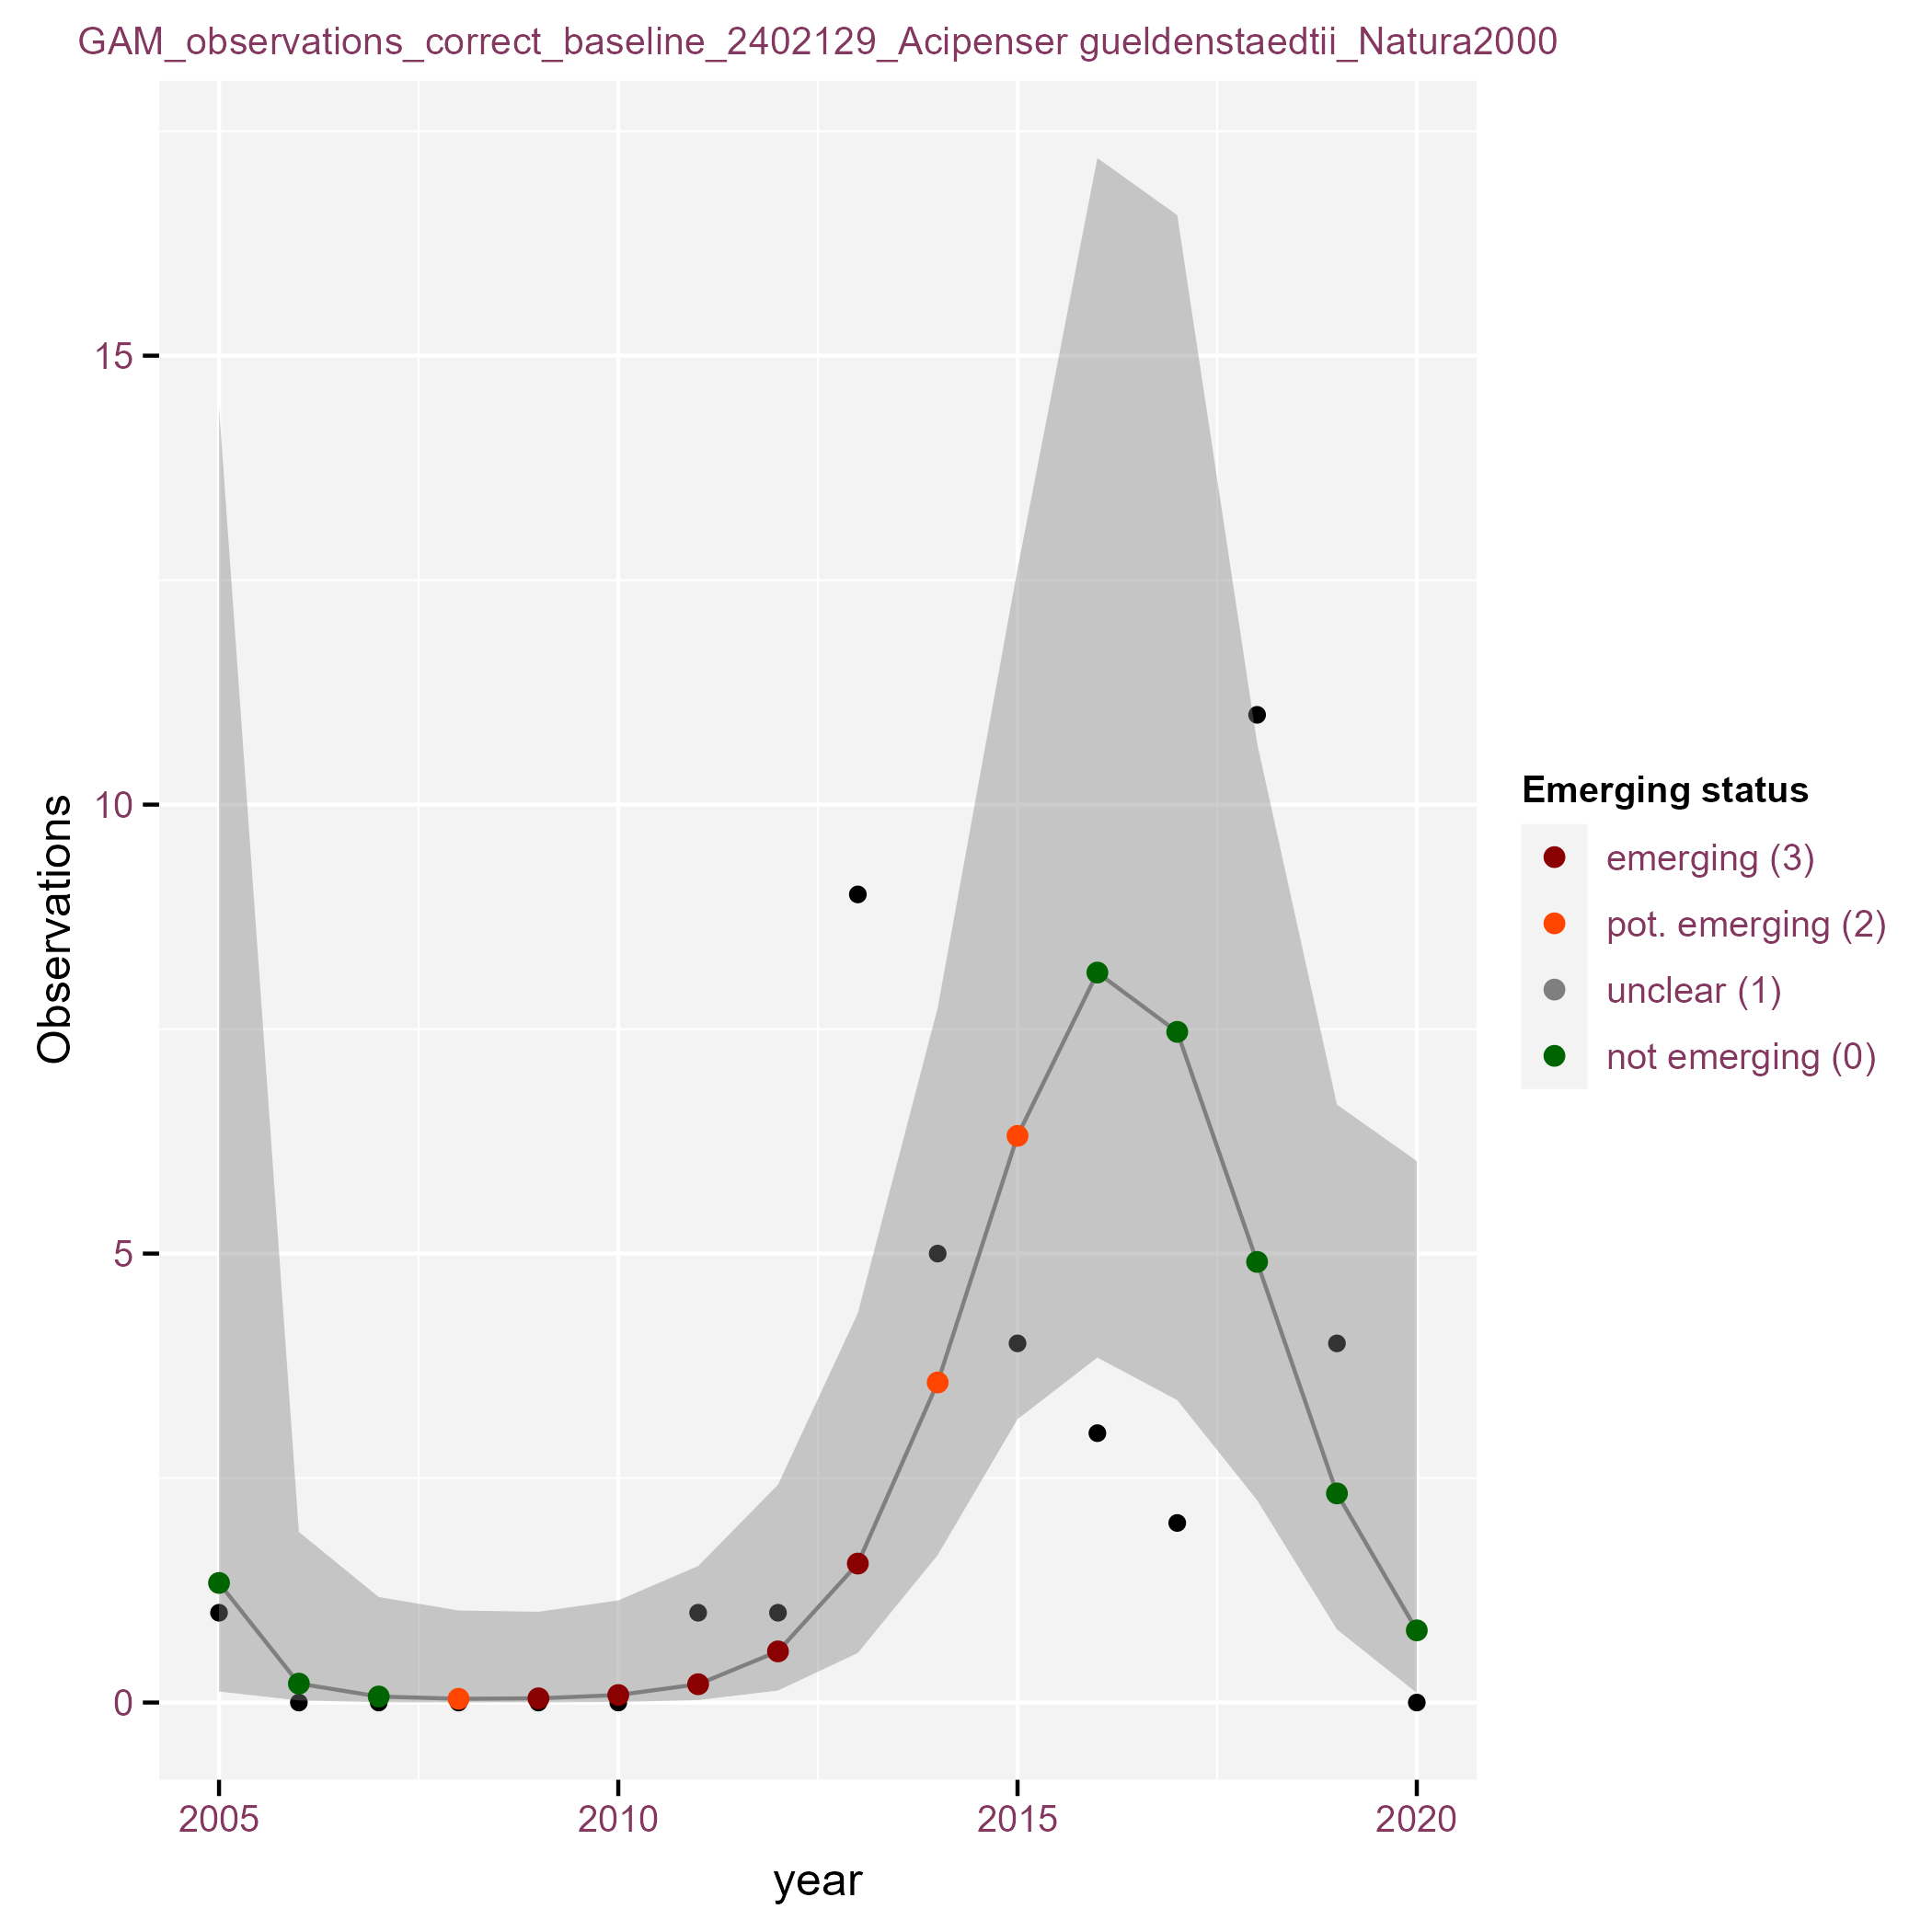 GAM_observations_correct_baseline_2402129_Acipenser gueldenstaedtii_Natura2000
15
10
5
0
Observations
2005 2010 2015 2020
year
Emerging status
emerging (3)
pot. emerging (2)
unclear (1)
not emerging (0)